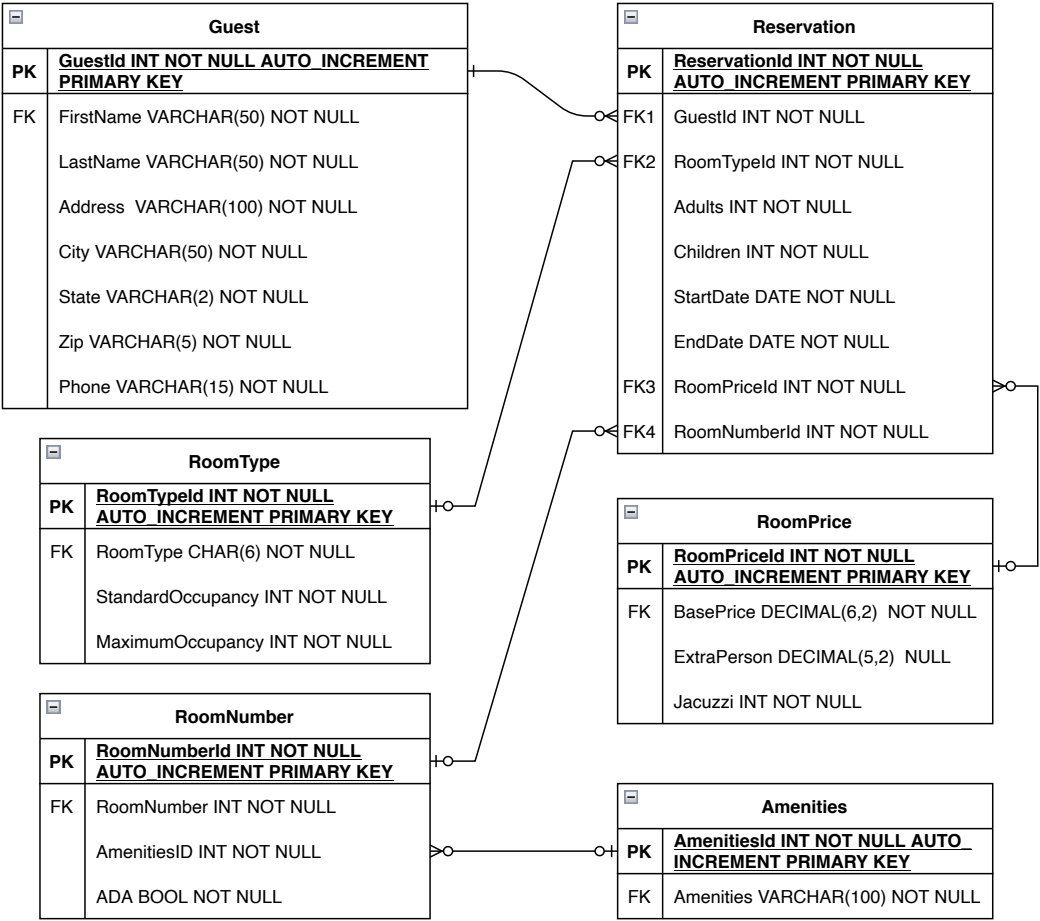 Guest
PK
GuestId INT NOT NULL AUTO_INCREMENT
PRIMARY KEY
FK FirstName VARCHAR(50) NOT NULL
LastName VARCHAR(50) NOT NULL
Address  VARCHAR(100) NOT NULL
City VARCHAR(50) NOT NULL
State VARCHAR(2) NOT NULL
Zip VARCHAR(5) NOT NULL
Phone VARCHAR(15) NOT NULL
Reservation
PK
ReservationId INT NOT NULL
AUTO_INCREMENT PRIMARY KEY
FK1 GuestId INT NOT NULL
FK2 RoomTypeId INT NOT NULL
Adults INT NOT NULL
Children INT NOT NULL
StartDate DATE NOT NULL
EndDate DATE NOT NULL
FK3 RoomPriceId INT NOT NULL
FK4 RoomNumberId INT NOT NULL
RoomType
PK
RoomTypeId INT NOT NULL
AUTO_INCREMENT PRIMARY KEY
FK RoomType CHAR(6) NOT NULL
StandardOccupancy INT NOT NULL
MaximumOccupancy INT NOT NULL
RoomPrice
PK
RoomPriceId INT NOT NULL
AUTO_INCREMENT PRIMARY KEY
FK BasePrice DECIMAL(6,2)  NOT NULL
ExtraPerson DECIMAL(5,2)  NULL
Jacuzzi INT NOT NULL
RoomNumber
PK
RoomNumberId INT NOT NULL
AUTO_INCREMENT PRIMARY KEY
FK RoomNumber INT NOT NULL
AmenitiesID INT NOT NULL
ADA BOOL NOT NULL
Amenities
PK
AmenitiesId INT NOT NULL AUTO_
INCREMENT PRIMARY KEY
FK Amenities VARCHAR(100) NOT NULL